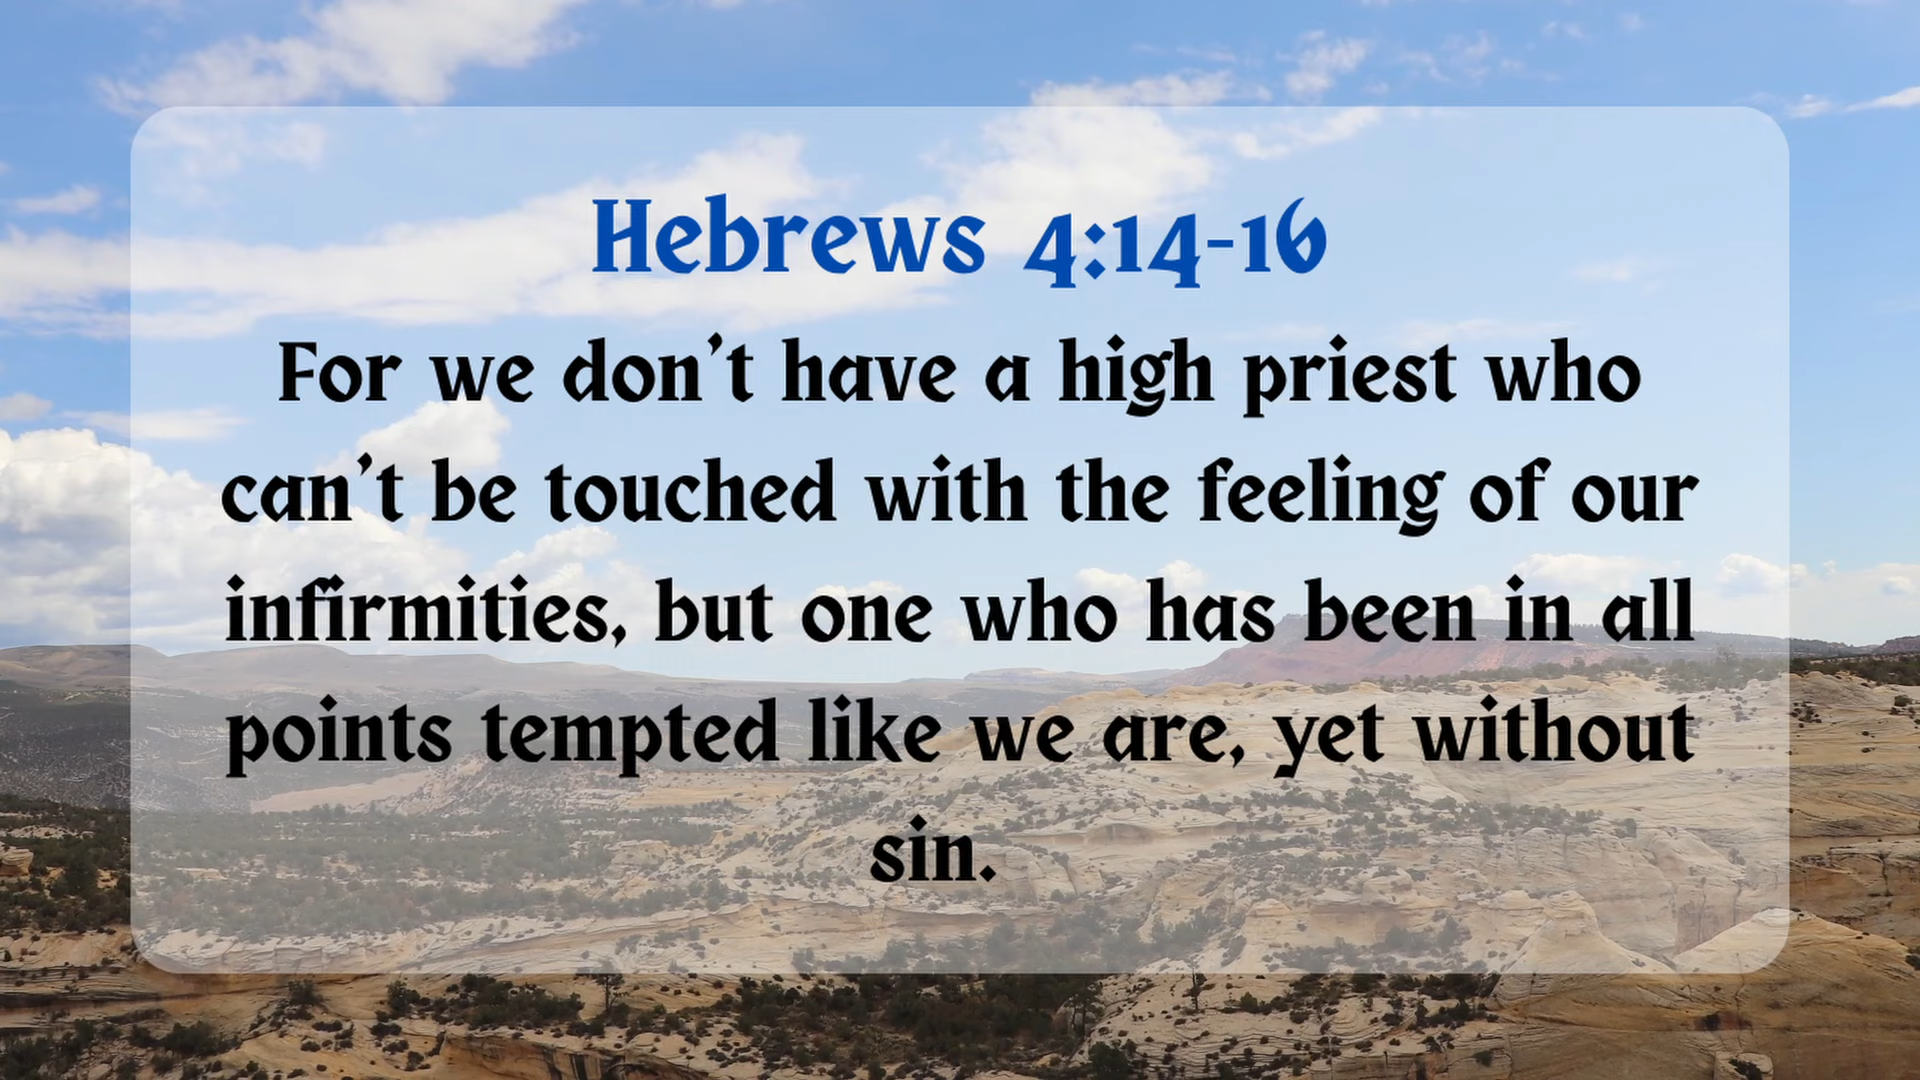 Hebrews 4:14-16
For we don't have a high priest who
can't be touched with the feeling of our
infirmities, but one who has been in all
points tempted like we are, yet without
sin.